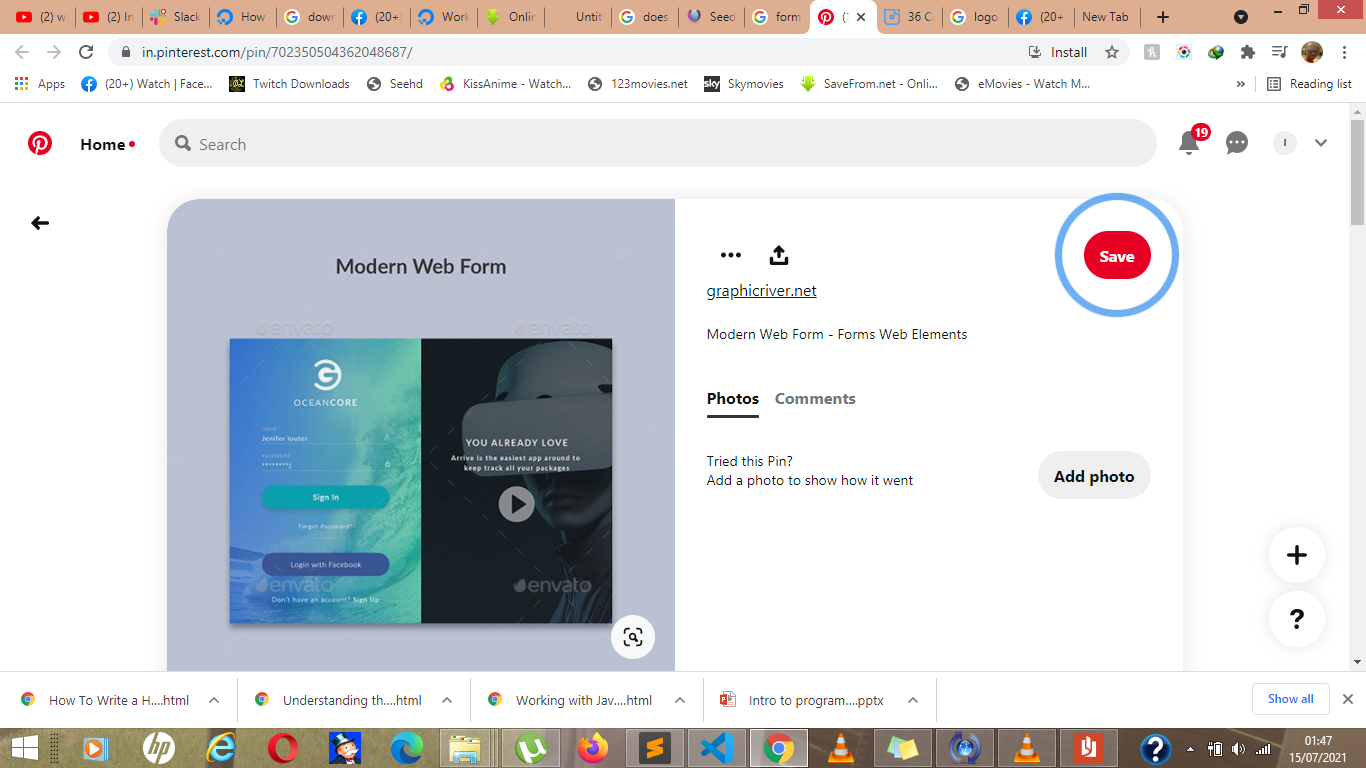 (2) w
(2) In
Slack
How
down
(20+)
Work
Onlin
Untit
does
Seed
form
(
36 C
logo
(20+
New Tab
in.pinterest.com/pin/702350504362048687/
Install
Apps
(20+) Watch | Face...
Twitch Downloads
Seehd
KissAnime - Watch...
123movies.net
sky
Skymovies
SaveFrom.net - Onli...
eMovies - Watch M...
»
Reading list
Home
Search
19
I
Modern Web Form
envato
envato
OCEANCORE
NAME
Jenifer louter
PASSWORD
Sign In
Forget Password?
Login with Facebook
envato
Don't have an account? Sign Up
YOU ALREADY LOVE
Arrive is the easiest app around to
keep track all your packages
envato
Save
graphicriver.net
Modern Web Form - Forms Web Elements
Photos
Comments
Tried this Pin?
Add a photo to show how it went
Add photo
+
?
How To Write a H....html
Understanding th....html
Working with Jav....html
Intro to program....pptx
Show all
hp
01:47
15/07/2021